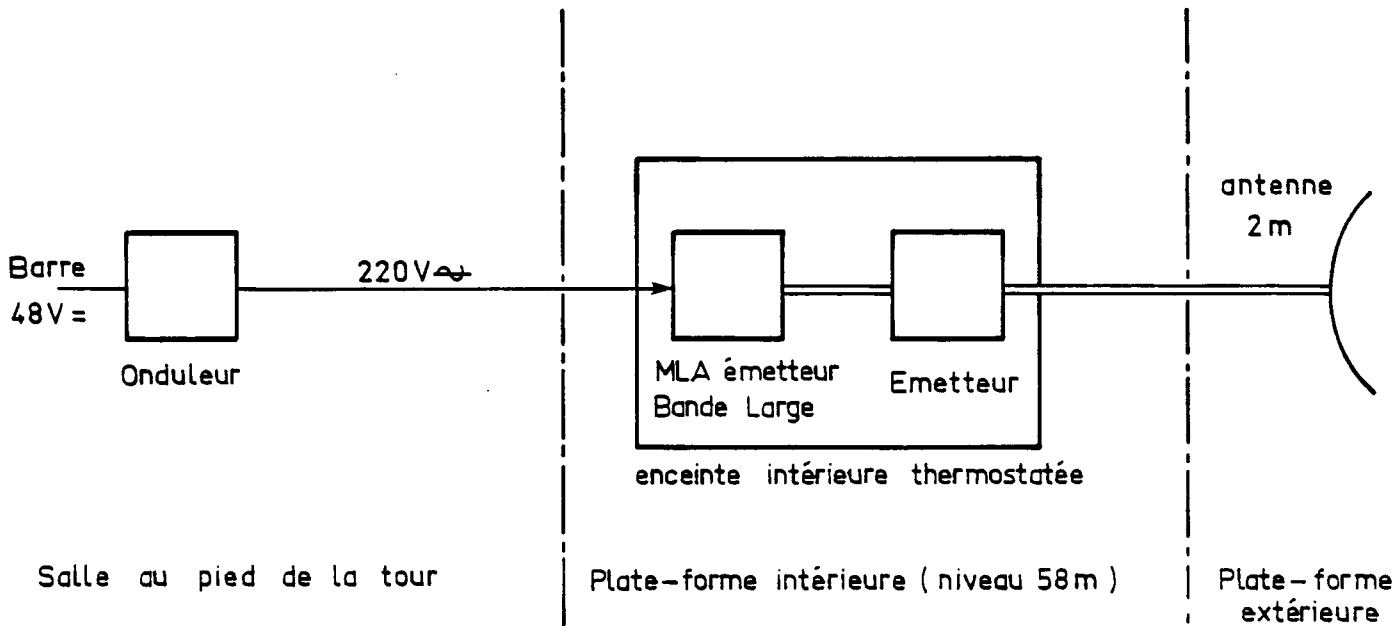 Barre
48V =
Onduleur
220V ~
MLA émetteur
Bande Large
Emetteur
enceinte intérieure thermostatée
antenne
2m
Salle au pied de la tour
Plate-forme intérieure ( niveau 58m )
Plate-forme
extérieure